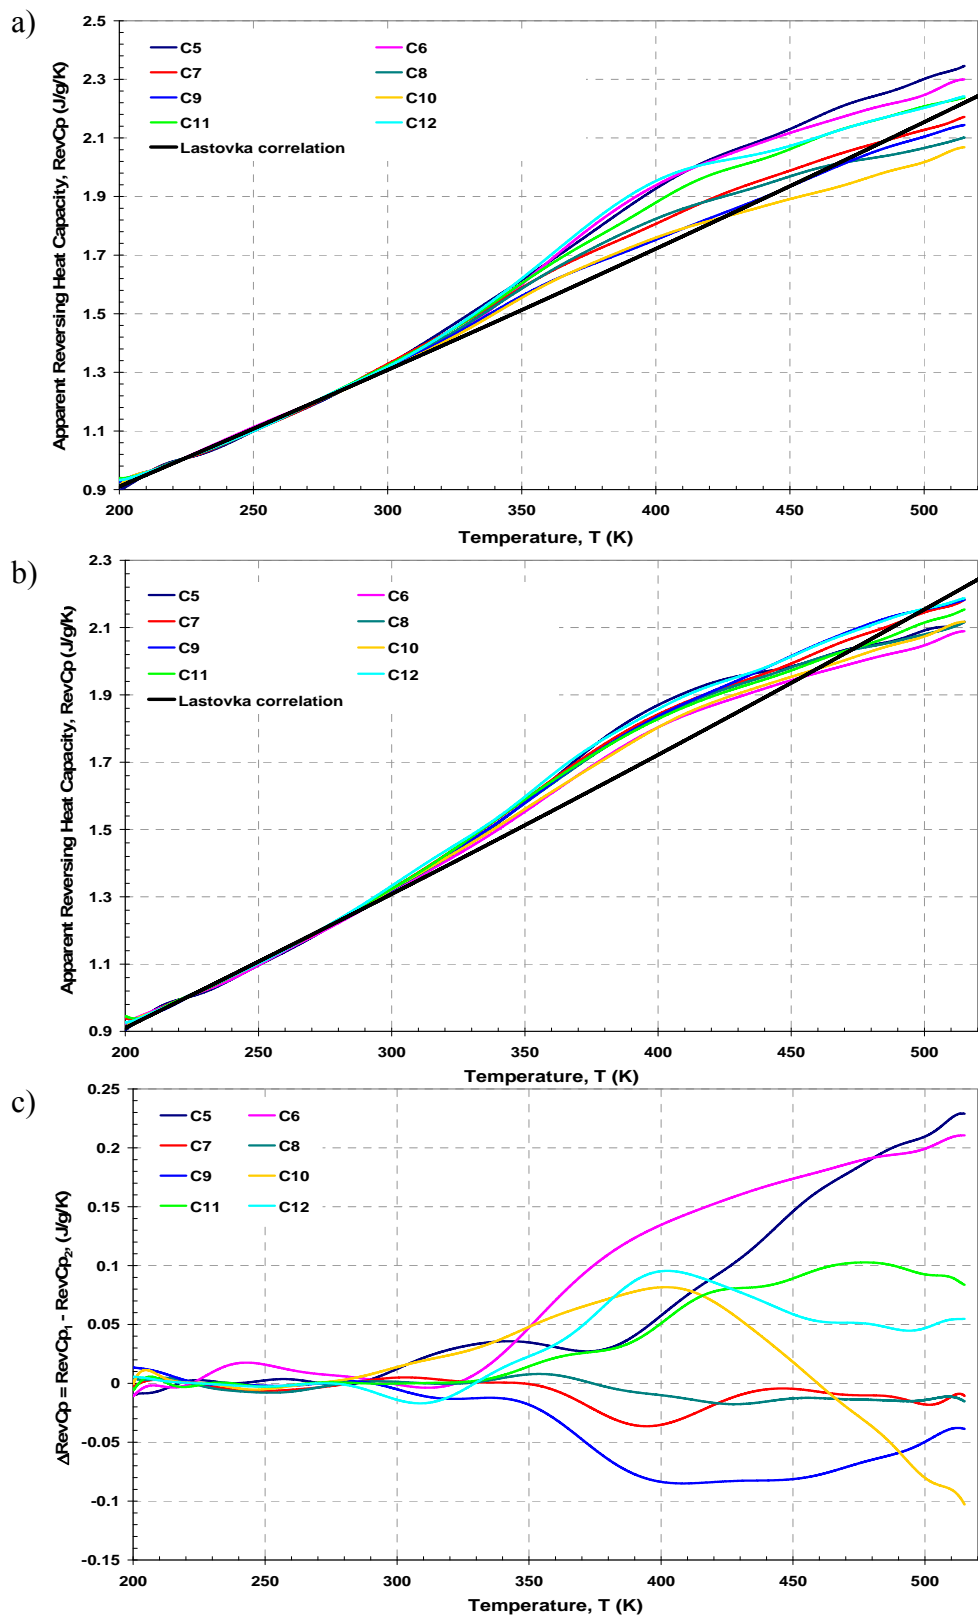 a)
Apparent Reversing Heat Capacity, RevCp (J/g/K)
2.5
2.3
2.1
1.9
1.7
1.5
1.3
1.1
0.9
C5 C6
C7 C8
C9 C10
C11 C12
Lastovka correlation
200 250 300 350 400 450 500
Temperature, T (K)
b)
Apparent Reversing Heat Capacity, RevCp (J/g/K)
2.3
2.1
1.9
1.7
1.5
1.3
1.1
0.9
C5 C6
C7 C8
C9 C10
C11 C12
Lastovka correlation
200 250 300 350 400 450 500
Temperature, T (K)
c)
ΔRevCp = RevCp₁ - RevCp₂, (J/g/K)
0.25
0.2
0.15
0.1
0.05
0
-0.05
-0.1
-0.15
C5 C6
C7 C8
C9 C10
C11 C12
200 250 300 350 400 450 500
Temperature, T (K)